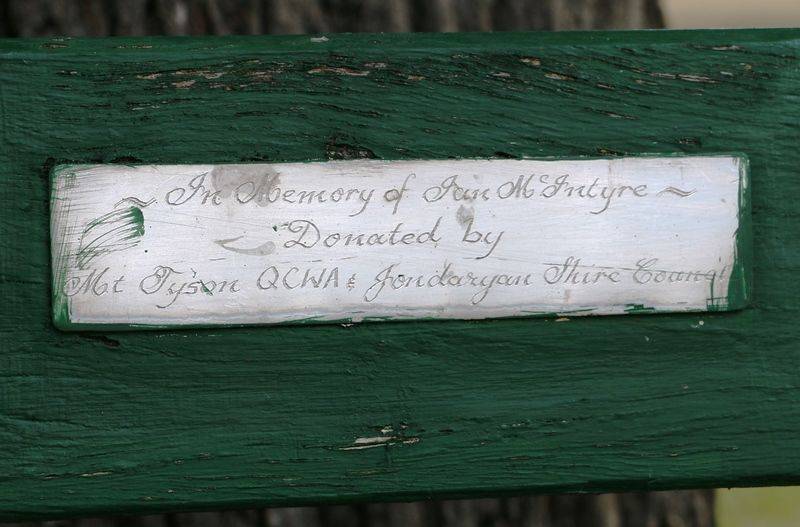 ~ In Memory of Ian McIntyre ~
Donated by
Mt Tyson QCWA & Jondaryan Shire Council